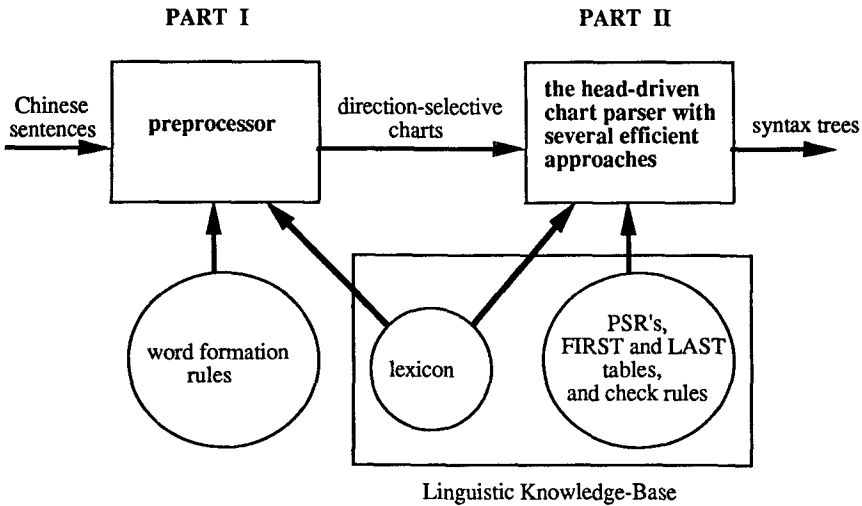 PART I
PART II
Chinese
sentences
preprocessor
direction-selective
charts
the head-driven
chart parser with
several efficient
approaches
syntax trees
word formation
rules
lexicon
PSR's,
FIRST and LAST
tables,
and check rules
Linguistic Knowledge-Base